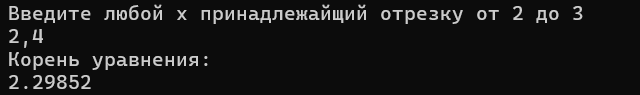 Введите любой x принадлежайщий отрезку от 2 до 3
2,4
Корень уравнения:
2.29852